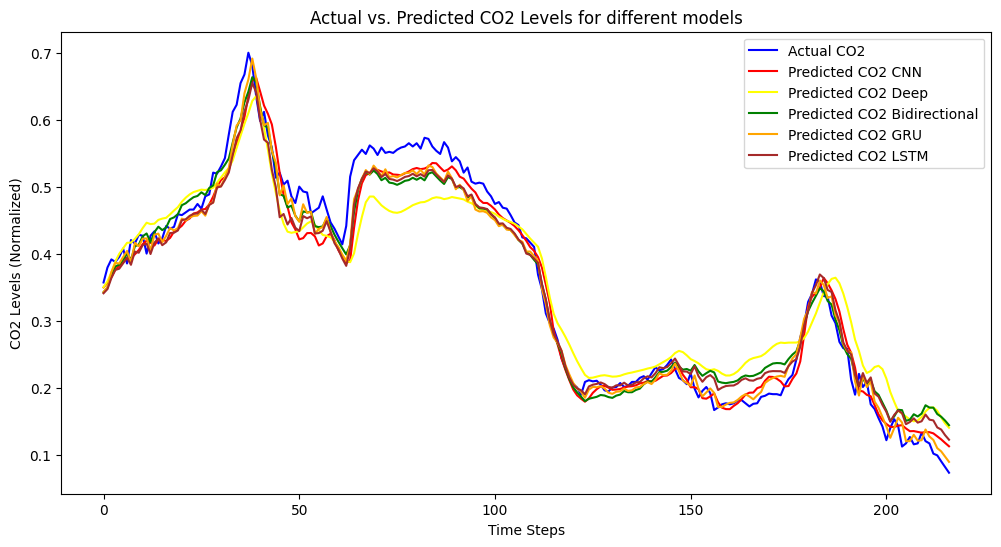 Actual vs. Predicted CO2 Levels for different models
Actual CO2
Predicted CO2 CNN
Predicted CO2 Deep
Predicted CO2 Bidirectional
Predicted CO2 GRU
Predicted CO2 LSTM
CO2 Levels (Normalized)
0.7
0.6
0.5
0.4
0.3
0.2
0.1
0 50 100 150 200
Time Steps